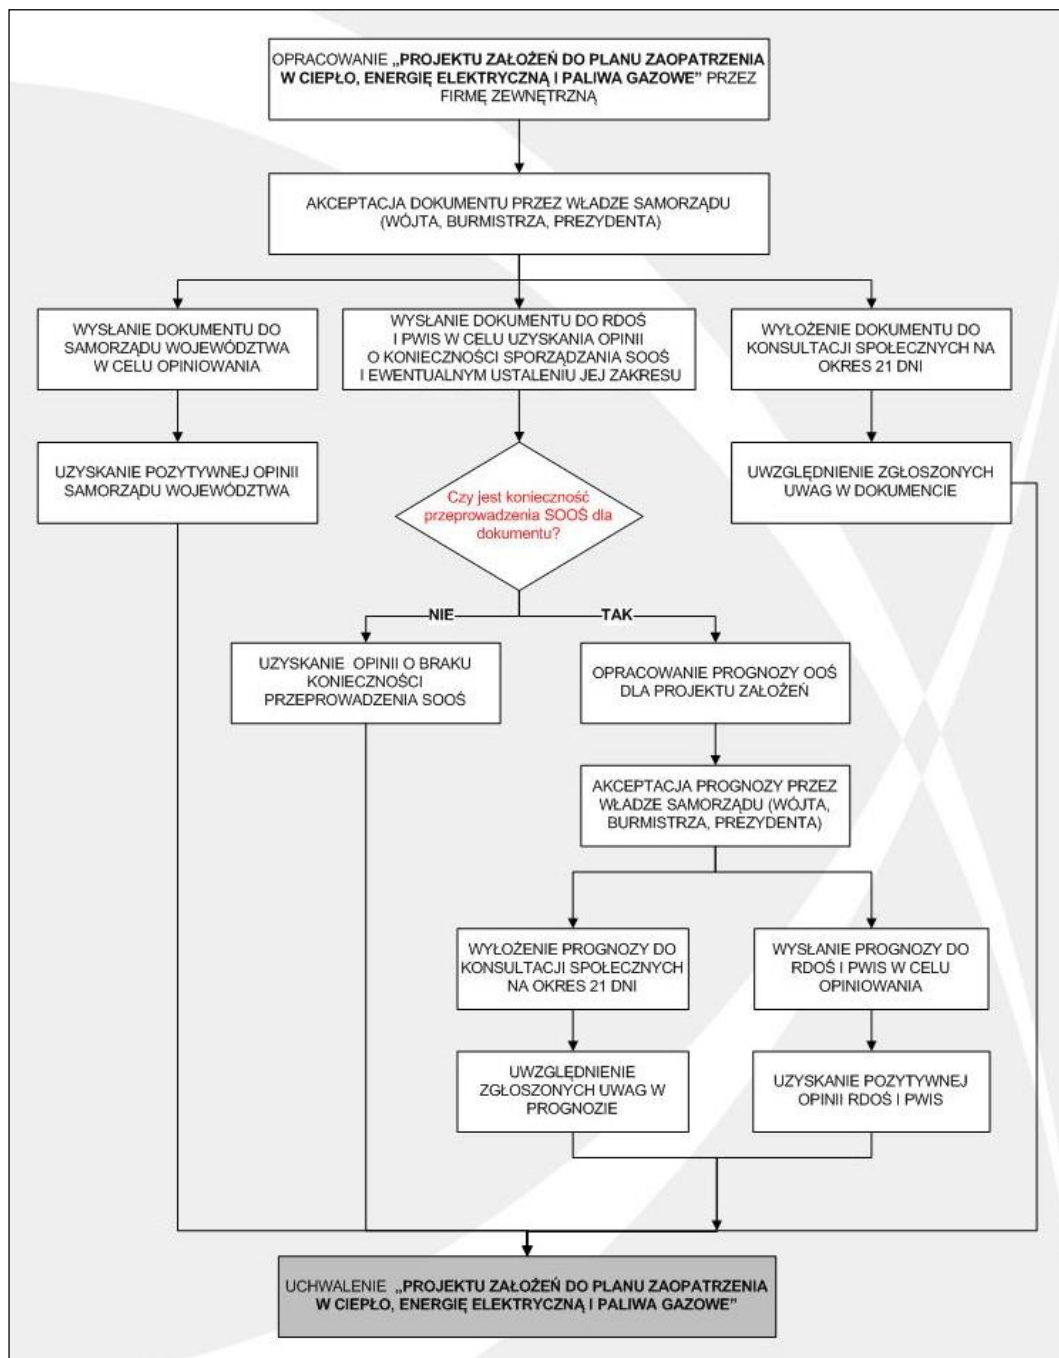 OPRACOWANIE „PROJEKTU ZAŁOŻEŃ DO PLANU ZAOPATRZENIA
W CIEPŁO, ENERGIĘ ELEKTRYCZNĄ I PALIWA GAZOWE” PRZEZ
FIRMĘ ZEWNĘTRZNĄ
AKCEPTACJA DOKUMENTU PRZEZ WŁADZE SAMORZĄDU
(WÓJTA, BURMISTRZA, PREZYDENTA)
WYSŁANIE DOKUMENTU DO
SAMORZĄDU WOJEWÓDZTWA
W CELU OPINIOWANIA
WYSŁANIE DOKUMENTU DO RDOŚ
I PWIS W CELU UZYSKANIA OPINII
O KONIECZNOŚCI SPORZĄDZANIA SOOŚ
I EWENTUALNYM USTALENIU JEJ ZAKRESU
WYŁOŻENIE DOKUMENTU DO
KONSULTACJI SPOŁECZNYCH NA
OKRES 21 DNI
UZYSKANIE POZYTYWNEJ OPINII
SAMORZĄDU WOJEWÓDZTWA
Czy jest konieczność
przeprowadzenia SOOŚ dla
dokumentu?
UWZGLĘDNIENIE ZGŁOSZONYCH
UWAG W DOKUMENCIE
NIE
TAK
UZYSKANIE OPINII O BRAKU
KONIECZNOŚCI
PRZEPROWADZENIA SOOŚ
OPRACOWANIE PROGNOZY OOŚ
DLA PROJEKTU ZAŁOŻEŃ
AKCEPTACJA PROGNOZY PRZEZ
WŁADZE SAMORZĄDU (WÓJTA,
BURMISTRZA, PREZYDENTA)
WYŁOŻENIE PROGNOZY DO
KONSULTACJI SPOŁECZNYCH
NA OKRES 21 DNI
WYSŁANIE PROGNOZY DO
RDOŚ I PWIS W CELU
OPINIOWANIA
UWZGLĘDNIENIE
ZGŁOSZONYCH UWAG W
PROGNOZIE
UZYSKANIE POZYTYWNEJ
OPINII RDOŚ I PWIS
UCHWALENIE „PROJEKTU ZAŁOŻEŃ DO PLANU ZAOPATRZENIA
W CIEPŁO, ENERGIĘ ELEKTRYCZNĄ I PALIWA GAZOWE”